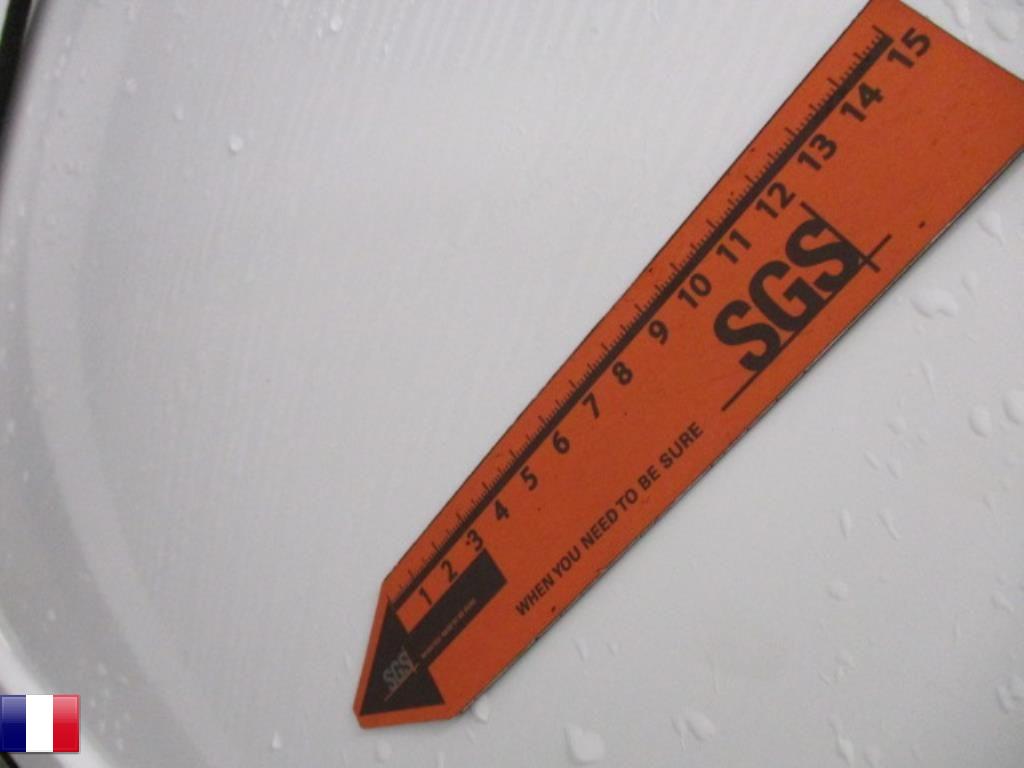 1 2 3 4 5 6 7 8 9 10 11 12 13 14 15
SGS
WHEN YOU NEED TO BE SURE
SGS